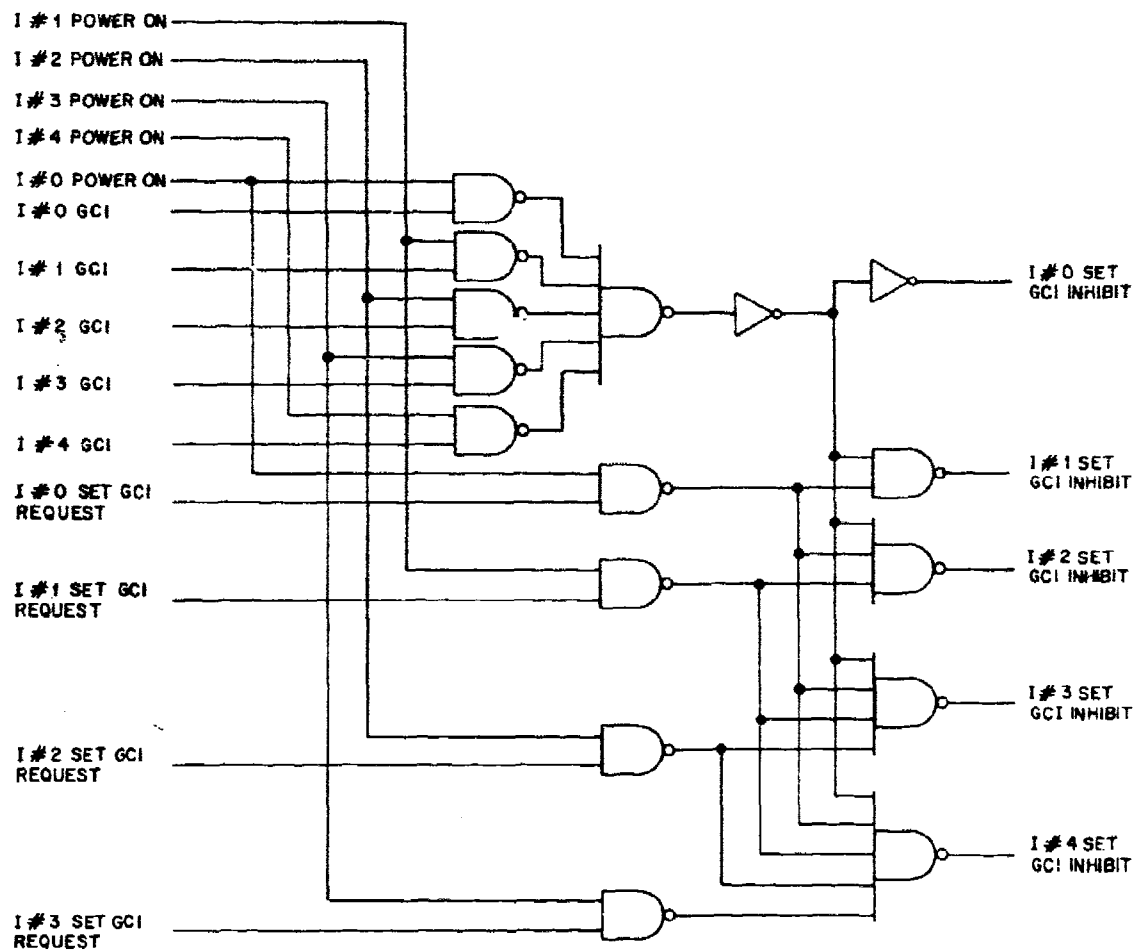 I #1 POWER ON
I #2 POWER ON
I #3 POWER ON
I #4 POWER ON
I #0 POWER ON
I #0 GCI
I #1 GCI
I #2 GCI
I #3 GCI
I #4 GCI
I #0 SET GCI
REQUEST
I #1 SET GCI
REQUEST
I #2 SET GCI
REQUEST
I #3 SET GCI
REQUEST
I #0 SET
GCI INHIBIT
I #1 SET
GCI INHIBIT
I #2 SET
GCI INHIBIT
I #3 SET
GCI INHIBIT
I #4 SET
GCI INHIBIT